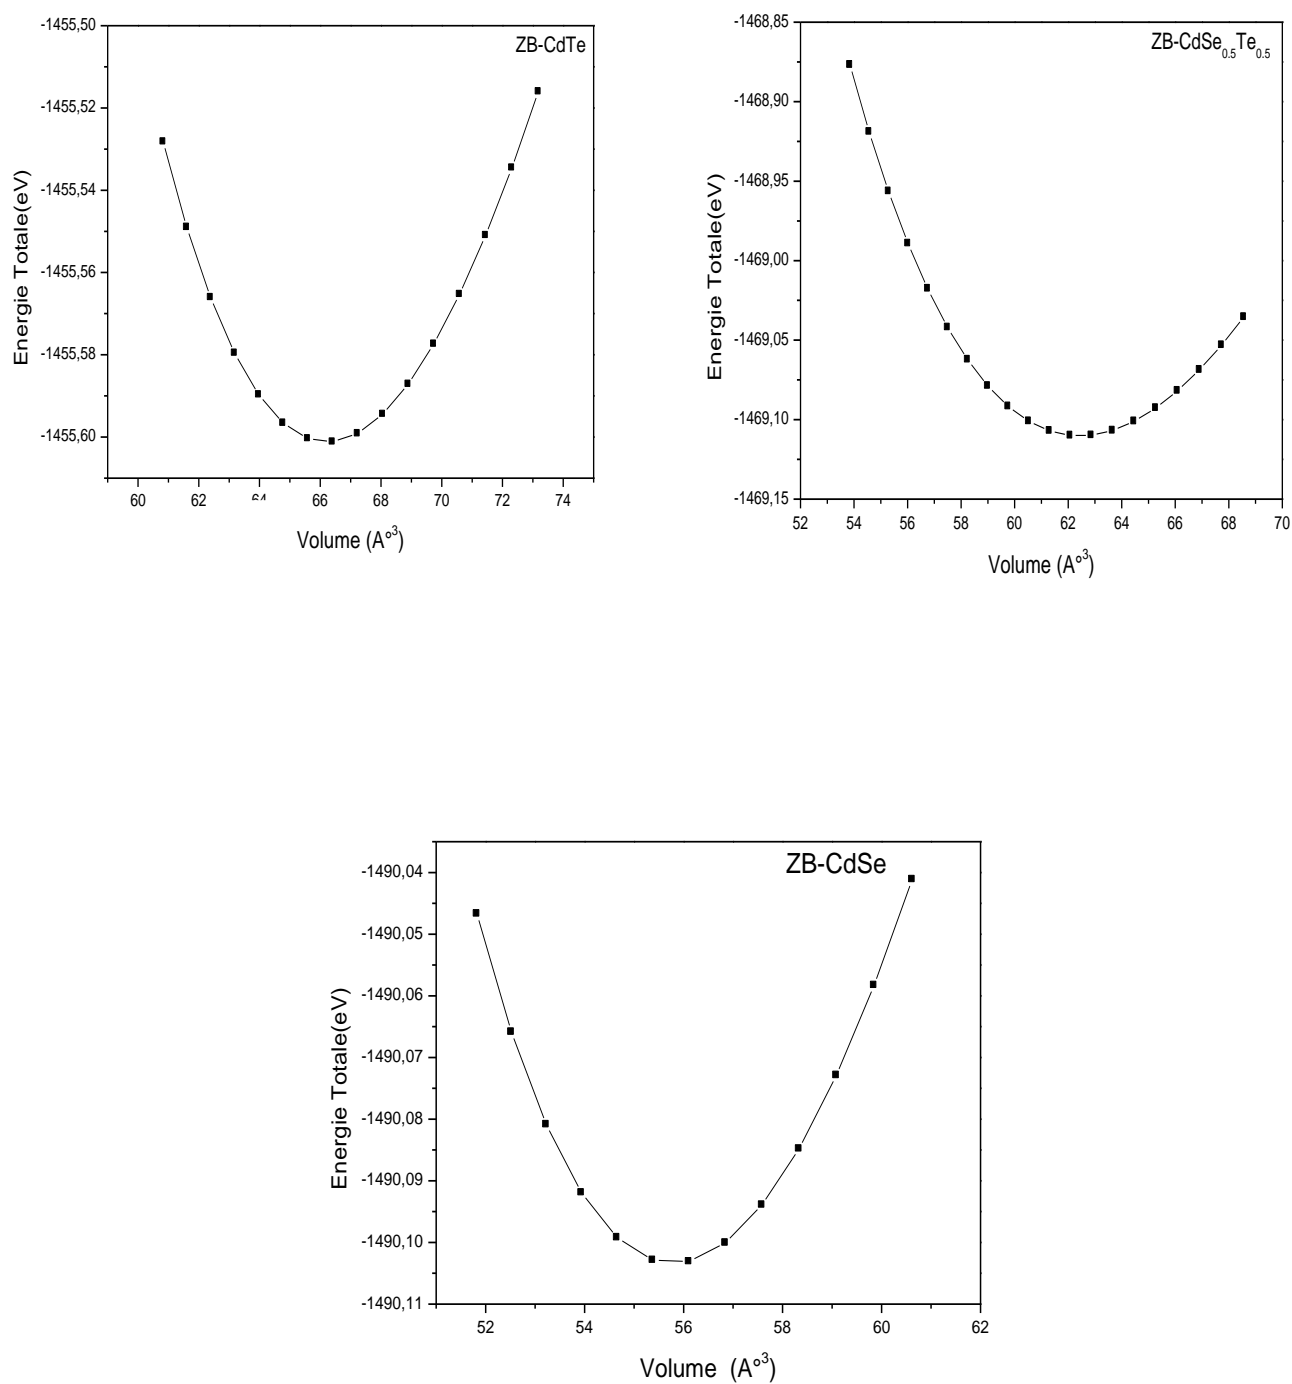 ZB-CdTe
-1455,50
-1455,52
-1455,54
-1455,56
-1455,58
-1455,60
Energie Totale(eV)
60 62 64 66 68 70 72 74
Volume (A°³)
ZB-CdSe₀.₅Te₀.₅
-1468,85
-1468,90
-1468,95
-1469,00
-1469,05
-1469,10
-1469,15
Energie Totale(eV)
52 54 56 58 60 62 64 66 68 70
Volume (A°³)
ZB-CdSe
-1490,04
-1490,05
-1490,06
-1490,07
-1490,08
-1490,09
-1490,10
-1490,11
Energie Totale(eV)
52 54 56 58 60 62
Volume (A°³)